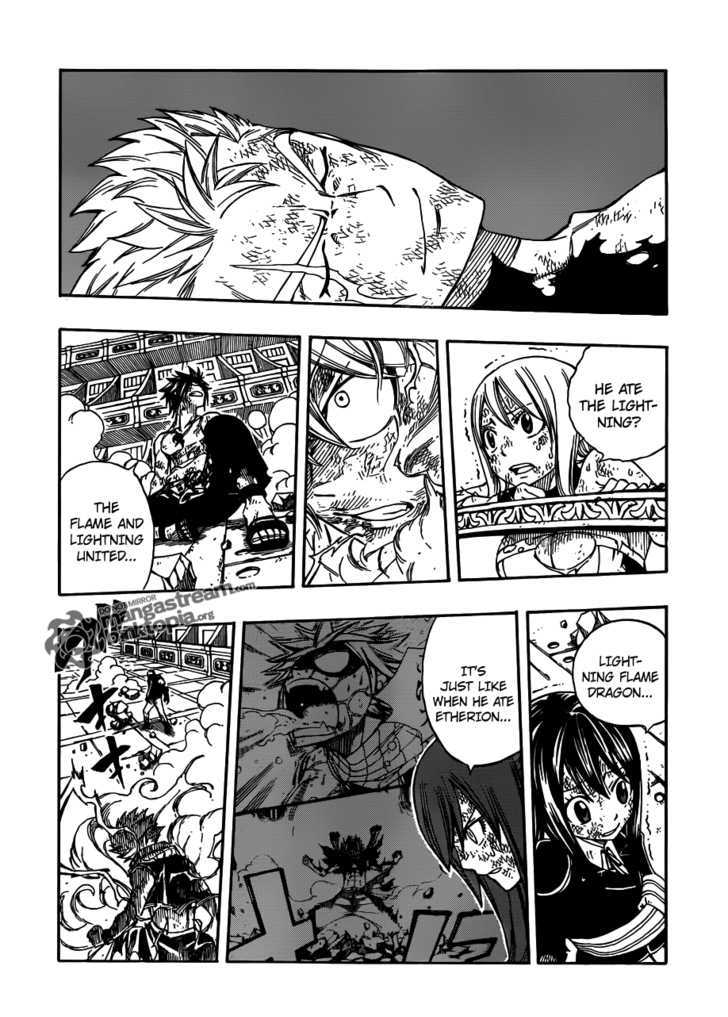 HE ATE
THE LIGHT-
NING?
THE
FLAME AND
LIGHTNING
UNITED...
LIGHT-
NING FLAME
DRAGON...
IT'S
JUST LIKE
WHEN HE ATE
ETHERION...
MIRROR
mangastream.com
.org